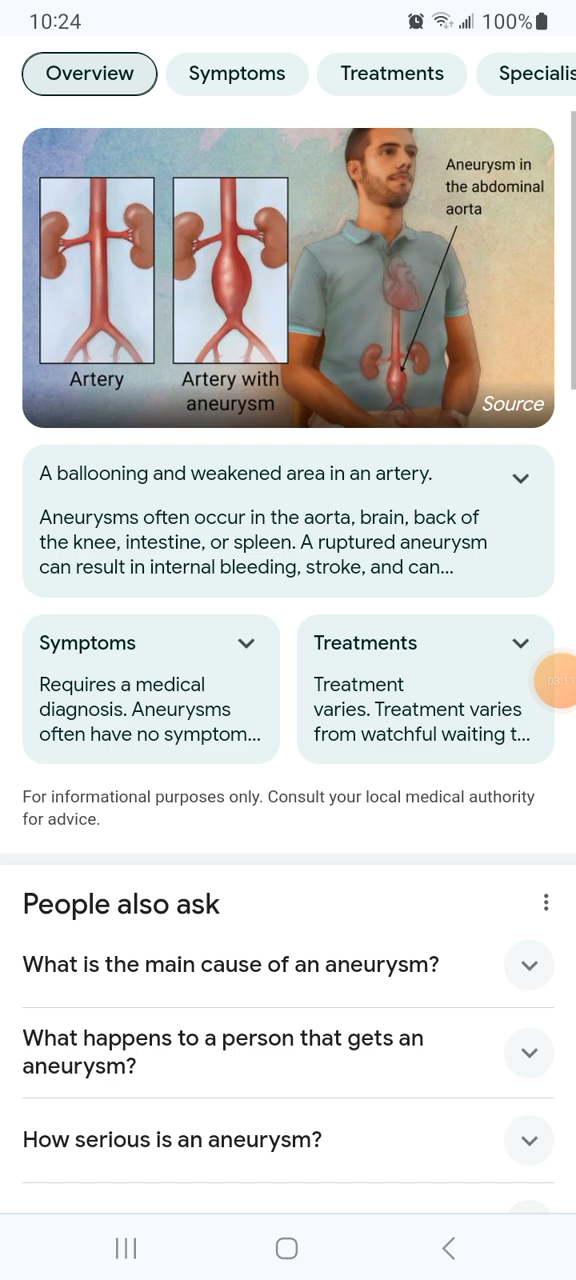 10:24
100%
Overview
Symptoms
Treatments
Specialis
Aneurysm in
the abdominal
aorta
Artery
Artery with
aneurysm
Source
A ballooning and weakened area in an artery.
Aneurysms often occur in the aorta, brain, back of
the knee, intestine, or spleen. A ruptured aneurysm
can result in internal bleeding, stroke, and can...
Symptoms
Requires a medical
diagnosis. Aneurysms
often have no symptom...
Treatments
Treatment
varies. Treatment varies
from watchful waiting t...
03:11
For informational purposes only. Consult your local medical authority
for advice.
People also ask
What is the main cause of an aneurysm?
What happens to a person that gets an
aneurysm?
How serious is an aneurysm?